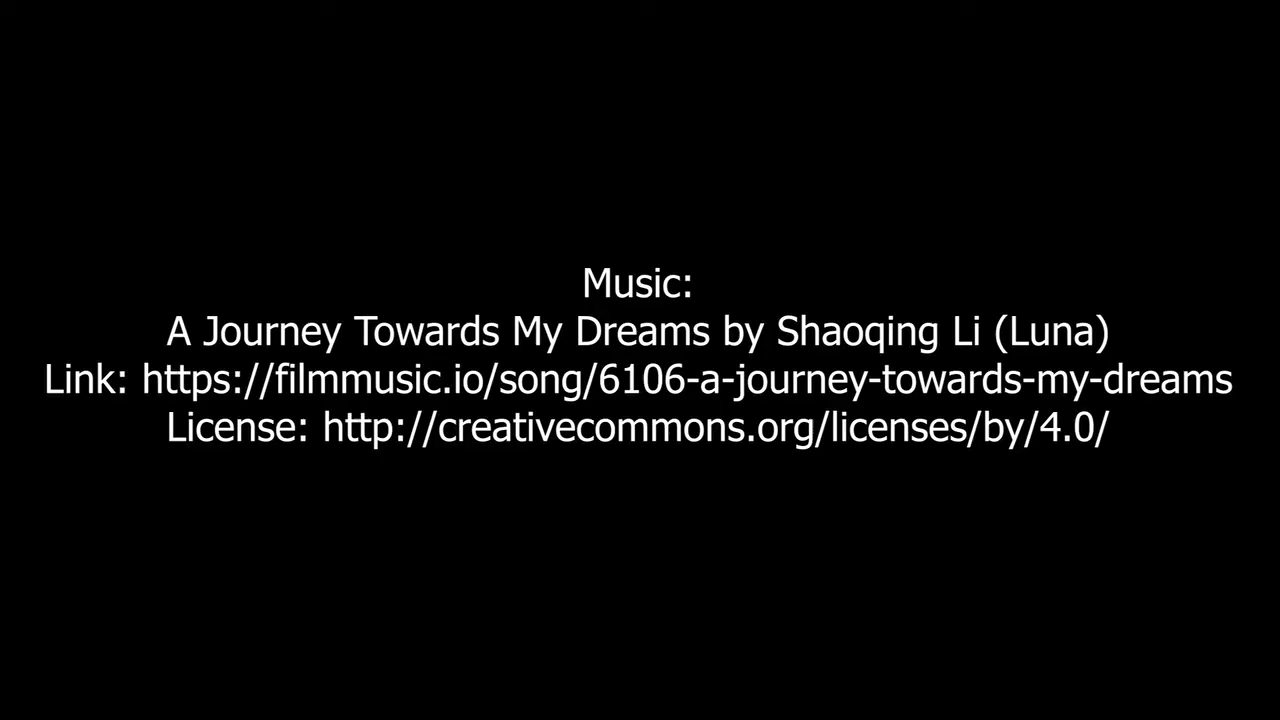 Music:
A Journey Towards My Dreams by Shaoqing Li (Luna)
Link: https://filmmusic.io/song/6106-a-journey-towards-my-dreams
License: http://creativecommons.org/licenses/by/4.0/